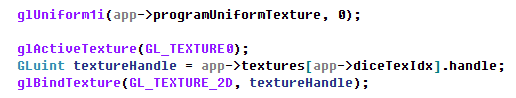 glUniform1i(app->programUniformTexture, 0);
glActiveTexture(GL_TEXTURE0);
GLuint textureHandle = app->textures[app->diceTexIdx].handle;
glBindTexture(GL_TEXTURE_2D, textureHandle);